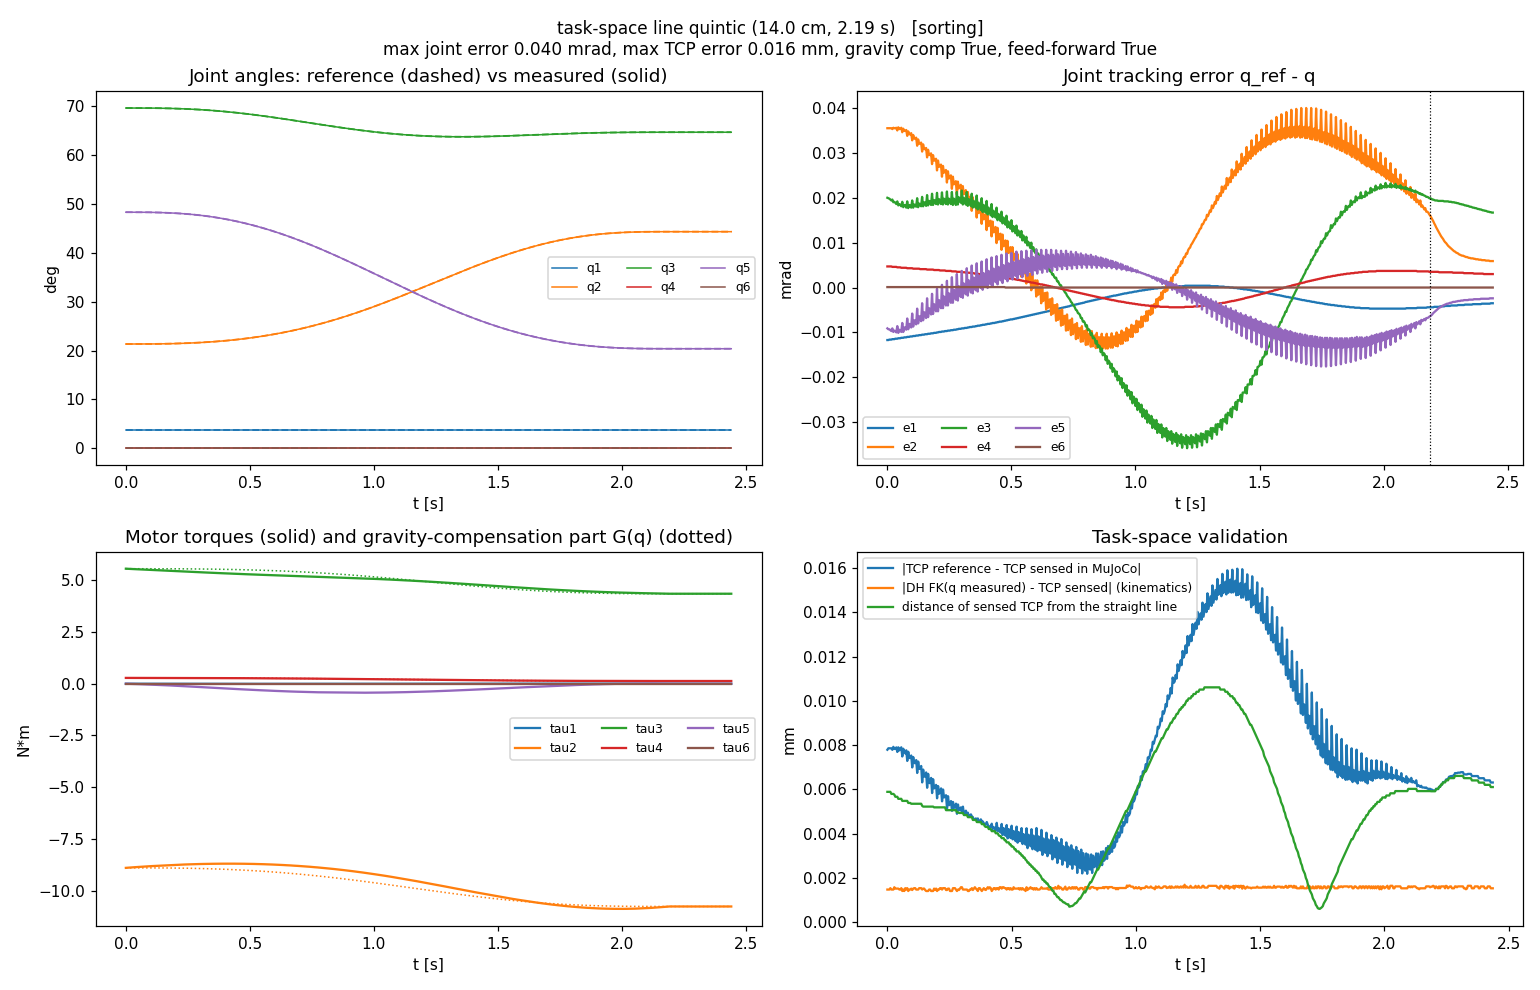 task-space line quintic (14.0 cm, 2.19 s)   [sorting]
max joint error 0.040 mrad, max TCP error 0.016 mm, gravity comp True, feed-forward True
Joint angles: reference (dashed) vs measured (solid)
70
60
50
40
30
20
10
0
deg
q1 q3 q5
q2 q4 q6
0.0 0.5 1.0 1.5 2.0 2.5
t [s]
Joint tracking error q_ref - q
0.04
0.03
0.02
0.01
0.00
−0.01
−0.02
−0.03
mrad
e1 e3 e5
e2 e4 e6
0.0 0.5 1.0 1.5 2.0 2.5
t [s]
Motor torques (solid) and gravity-compensation part G(q) (dotted)
5.0
2.5
0.0
−2.5
−5.0
−7.5
−10.0
N*m
tau1 tau3 tau5
tau2 tau4 tau6
0.0 0.5 1.0 1.5 2.0 2.5
t [s]
Task-space validation
0.016
0.014
0.012
0.010
0.008
0.006
0.004
0.002
0.000
mm
|TCP reference - TCP sensed in MuJoCo|
|DH FK(q measured) - TCP sensed| (kinematics)
distance of sensed TCP from the straight line
0.0 0.5 1.0 1.5 2.0 2.5
t [s]